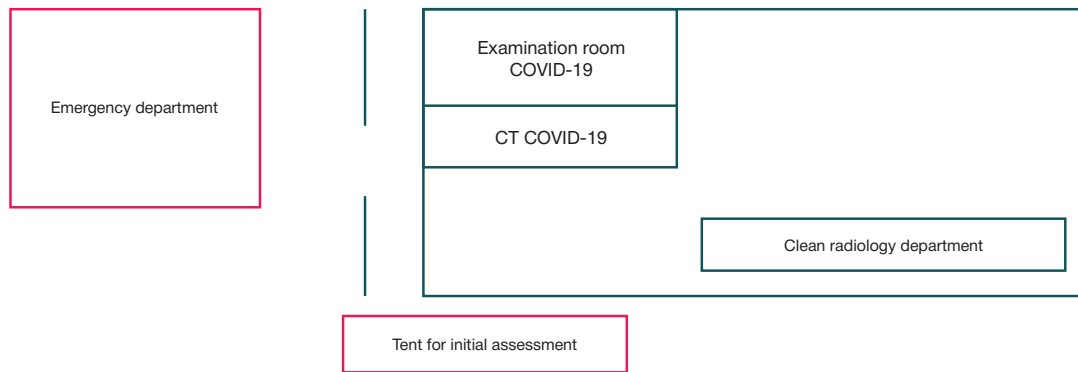 Examination room
COVID-19
Emergency department
CT COVID-19
Clean radiology department
Tent for initial assessment